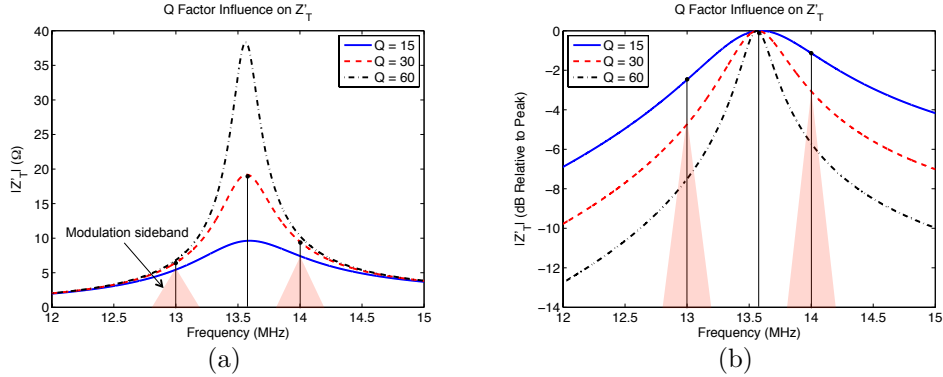 Q Factor Influence on Z'T
|Z'T| (Ω)
40
35
30
25
20
15
10
5
0
Q = 15
Q = 30
Q = 60
Modulation sideband
12 12.5 13 13.5 14 14.5 15
Frequency (MHz)
(a)
Q Factor Influence on Z'T
|Z'T| (dB Relative to Peak)
0
−2
−4
−6
−8
−10
−12
−14
Q = 15
Q = 30
Q = 60
12 12.5 13 13.5 14 14.5 15
Frequency (MHz)
(b)